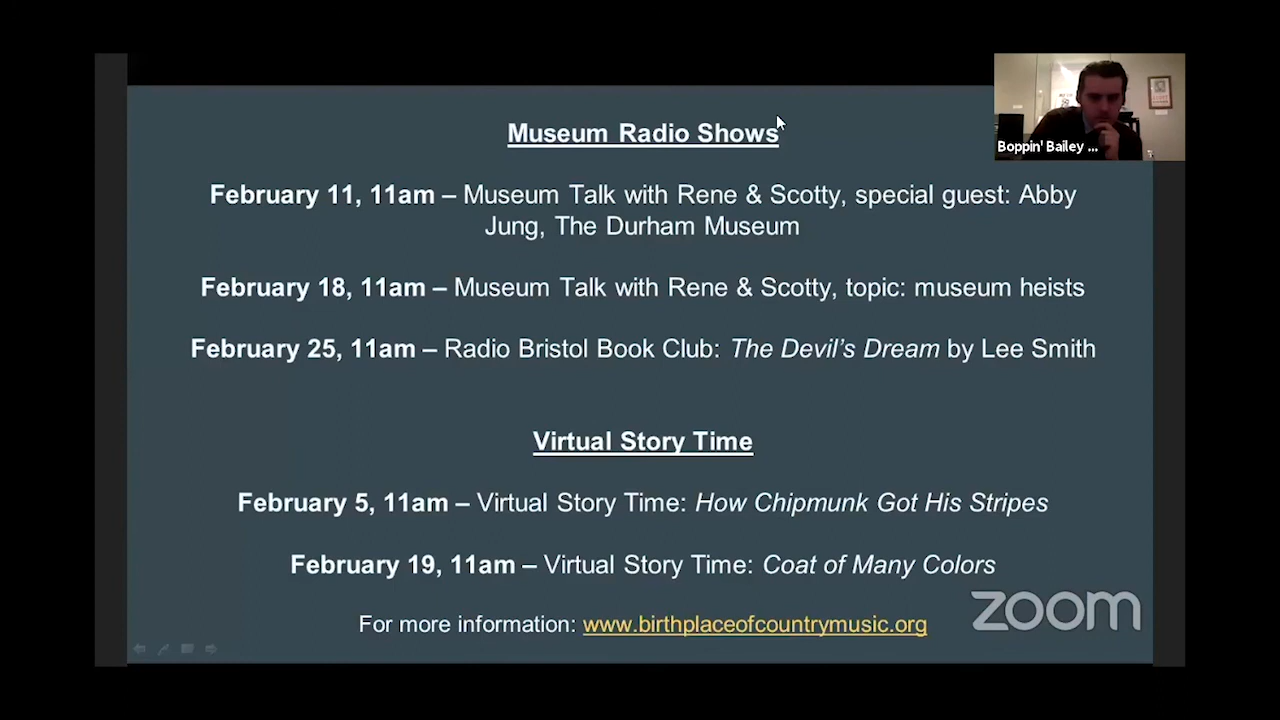 Museum Radio Shows
Boppin' Bailey ...
February 11, 11am – Museum Talk with Rene & Scotty, special guest: Abby
Jung, The Durham Museum
February 18, 11am – Museum Talk with Rene & Scotty, topic: museum heists
February 25, 11am – Radio Bristol Book Club: The Devil's Dream by Lee Smith
Virtual Story Time
February 5, 11am – Virtual Story Time: How Chipmunk Got His Stripes
February 19, 11am – Virtual Story Time: Coat of Many Colors
zoom
For more information: www.birthplaceofcountrymusic.org